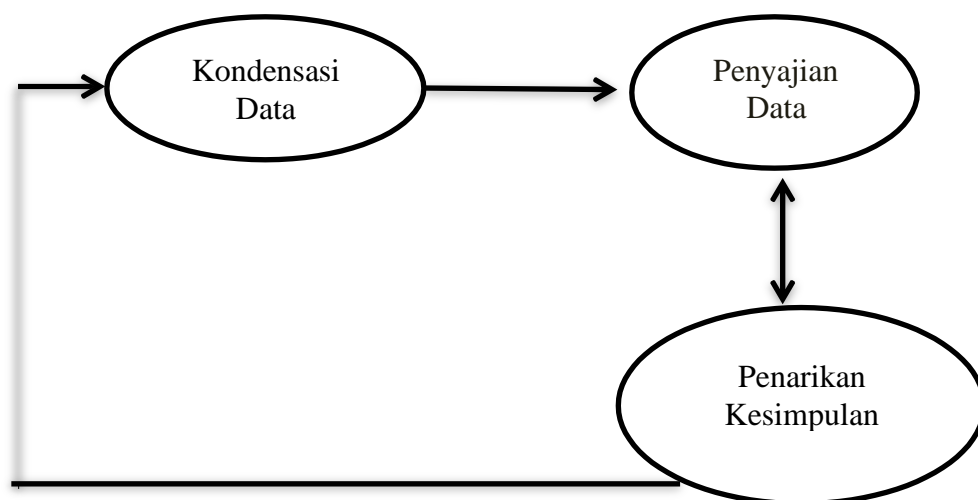 Kondensasi
Data
Penyajian
Data
Penarikan
Kesimpulan